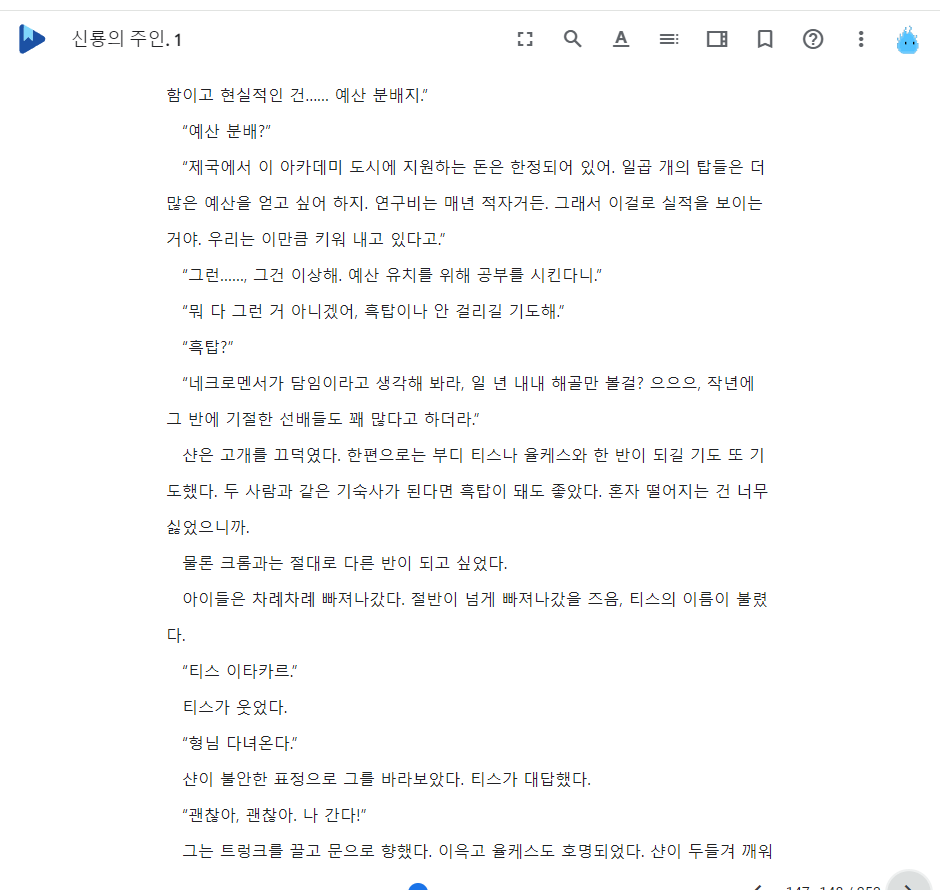 신룡의 주인. 1
함이고 현실적인 건...... 예산 분배지.”
“예산 분배?”
“제국에서 이 아카데미 도시에 지원하는 돈은 한정되어 있어. 일곱 개의 탑들은 더
많은 예산을 얻고 싶어 하지. 연구비는 매년 적자거든. 그래서 이걸로 실적을 보이는
거야. 우리는 이만큼 키워 내고 있다고.”
“그런......, 그건 이상해. 예산 유치를 위해 공부를 시킨다니.”
“뭐 다 그런 거 아니겠어, 흑탑이나 안 걸리길 기도해.”
“흑탑?”
“네크로멘서가 담임이라고 생각해 봐라, 일 년 내내 해골만 볼걸? 으으으, 작년에
그 반에 기절한 선배들도 꽤 많다고 하더라.”
샨은 고개를 끄덕였다. 한편으로는 부디 티스나 율케스와 한 반이 되길 기도 또 기
도했다. 두 사람과 같은 기숙사가 된다면 흑탑이 돼도 좋았다. 혼자 떨어지는 건 너무
싫었으니까.
물론 크롬과는 절대로 다른 반이 되고 싶었다.
아이들은 차례차례 빠져나갔다. 절반이 넘게 빠져나갔을 즈음, 티스의 이름이 불렸
다.
“티스 이타카르.”
티스가 웃었다.
“형님 다녀온다.”
샨이 불안한 표정으로 그를 바라보았다. 티스가 대답했다.
“괜찮아, 괜찮아. 나 간다!”
그는 트렁크를 끌고 문으로 향했다. 이윽고 율케스도 호명되었다. 샨이 두들겨 깨워